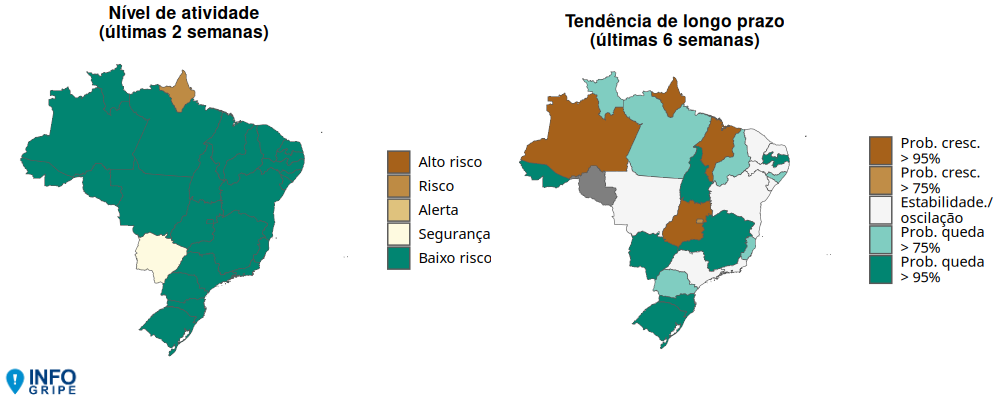 Nível de atividade
(últimas 2 semanas)
Tendência de longo prazo
(últimas 6 semanas)
Alto risco
Risco
Alerta
Segurança
Baixo risco
Prob. cresc.
> 95%
Prob. cresc.
> 75%
Estabilidade./
oscilação
Prob. queda
> 75%
Prob. queda
> 95%
INFO
GRIPE